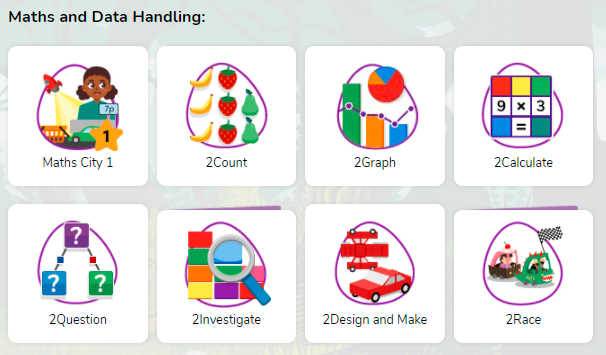 Maths and Data Handling:
7p
1
9 × 3
=
Maths City 1
2Count
2Graph
2Calculate
? 
? ?
2Question
2Investigate
2Design and Make
2Race